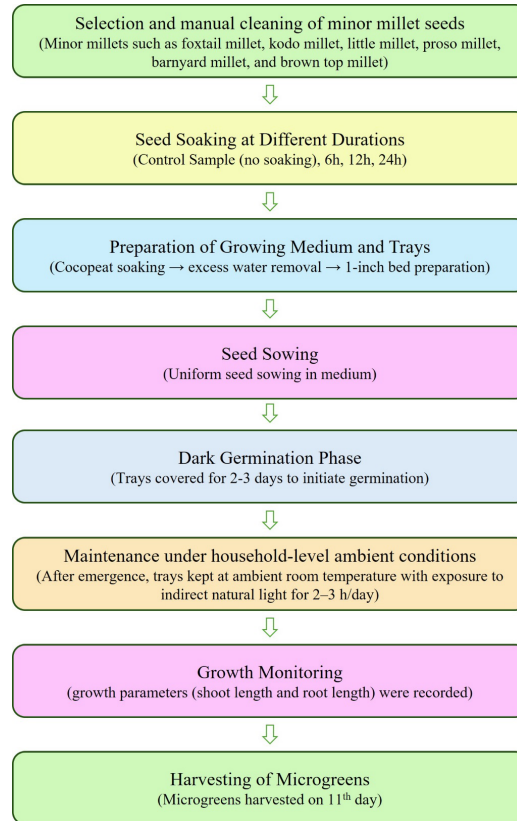 Selection and manual cleaning of minor millet seeds
(Minor millets such as foxtail millet, kodo millet, little millet, proso millet,
barnyard millet, and brown top millet)
Seed Soaking at Different Durations
(Control Sample (no soaking), 6h, 12h, 24h)
Preparation of Growing Medium and Trays
(Cocopeat soaking → excess water removal → 1-inch bed preparation)
Seed Sowing
(Uniform seed sowing in medium)
Dark Germination Phase
(Trays covered for 2-3 days to initiate germination)
Maintenance under household-level ambient conditions
(After emergence, trays kept at ambient room temperature with exposure to
indirect natural light for 2–3 h/day)
Growth Monitoring
(growth parameters (shoot length and root length) were recorded)
Harvesting of Microgreens
(Microgreens harvested on 11th day)